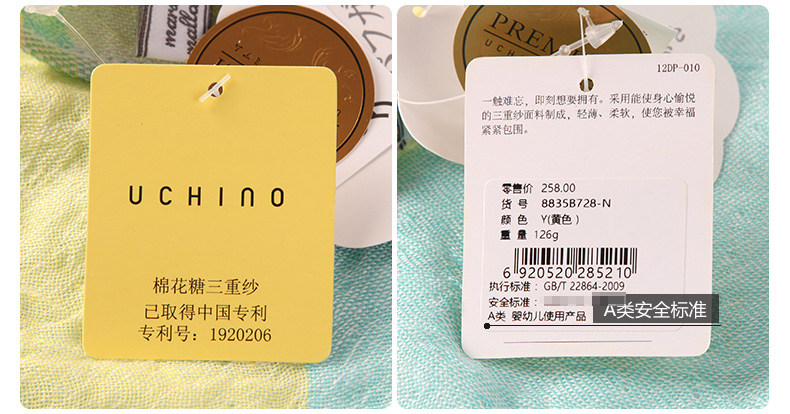 UCHINO
棉花糖三重纱
已取得中国专利
专利号：1920206
PREM
UCH
12DP-010
一触难忘，即刻想要拥有。采用能使身心愉悦
的三重纱面料制成，轻薄、柔软，使您被幸福
紧紧包围。
零售价 258.00
货 号 8835B728-N
颜 色 Y(黄色)
重 量 126g
6 920520 285210
执行标准：GB/T 22864-2009
安全标准：
A类 婴幼儿使用产品
A类安全标准